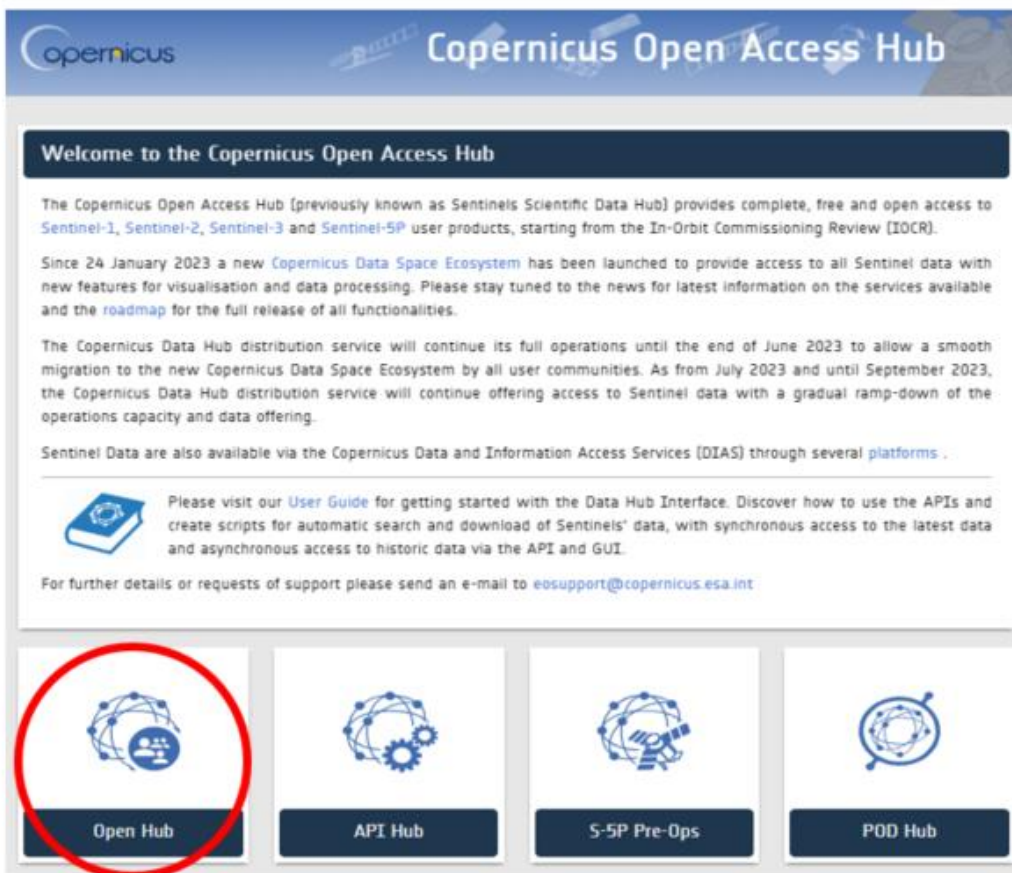 opernicus
Copernicus Open Access Hub
Welcome to the Copernicus Open Access Hub
The Copernicus Open Access Hub (previously known as Sentinels Scientific Data Hub) provides complete, free and open access to
Sentinel-1, Sentinel-2, Sentinel-3 and Sentinel-5P user products, starting from the In-Orbit Commissioning Review (IOCR).
Since 24 January 2023 a new Copernicus Data Space Ecosystem has been launched to provide access to all Sentinel data with
new features for visualisation and data processing. Please stay tuned to the news for latest information on the services available
and the roadmap for the full release of all functionalities.
The Copernicus Data Hub distribution service will continue its full operations until the end of June 2023 to allow a smooth
migration to the new Copernicus Data Space Ecosystem by all user communities. As from July 2023 and until September 2023,
the Copernicus Data Hub distribution service will continue offering access to Sentinel data with a gradual ramp-down of the
operations capacity and data offering.
Sentinel Data are also available via the Copernicus Data and Information Access Services (DIAS) through several platforms .
Please visit our User Guide for getting started with the Data Hub Interface. Discover how to use the APIs and
create scripts for automatic search and download of Sentinels' data, with synchronous access to the latest data
and asynchronous access to historic data via the API and GUI.
For further details or requests of support please send an e-mail to eosupport@copernicus.esa.int
Open Hub
API Hub
S-5P Pre-Ops
POD Hub